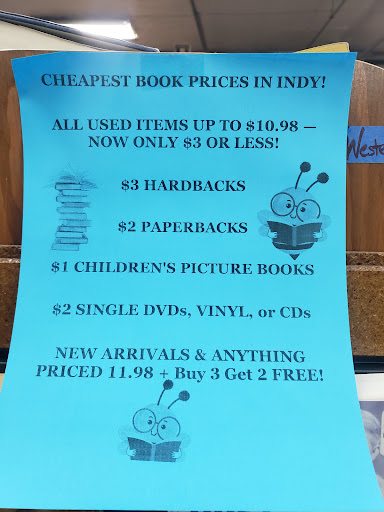 CHEAPEST BOOK PRICES IN INDY!
ALL USED ITEMS UP TO $10.98 —
NOW ONLY $3 OR LESS!
$3 HARDBACKS
$2 PAPERBACKS
$1 CHILDREN'S PICTURE BOOKS
$2 SINGLE DVDs, VINYL, or CDs
NEW ARRIVALS & ANYTHING
PRICED 11.98 + Buy 3 Get 2 FREE!